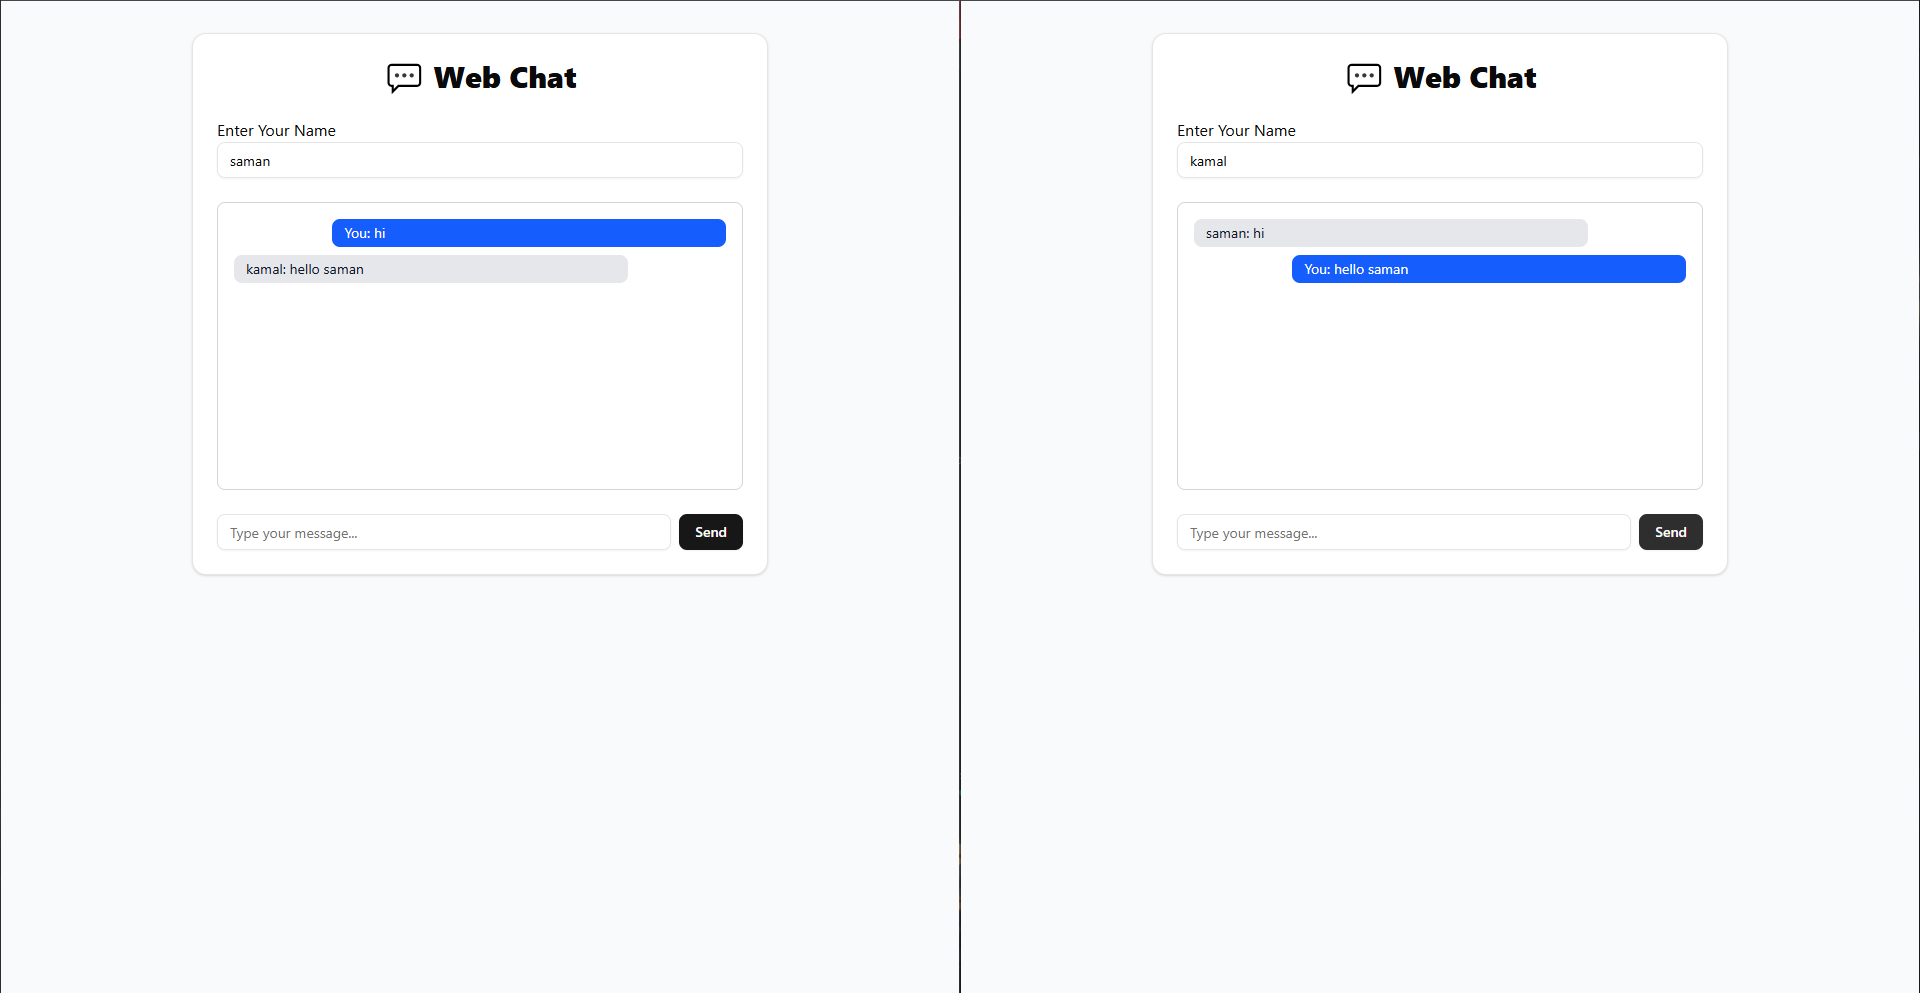 Web Chat
Enter Your Name
saman
You: hi
kamal: hello saman
Type your message...
Send
Web Chat
Enter Your Name
kamal
saman: hi
You: hello saman
Type your message...
Send